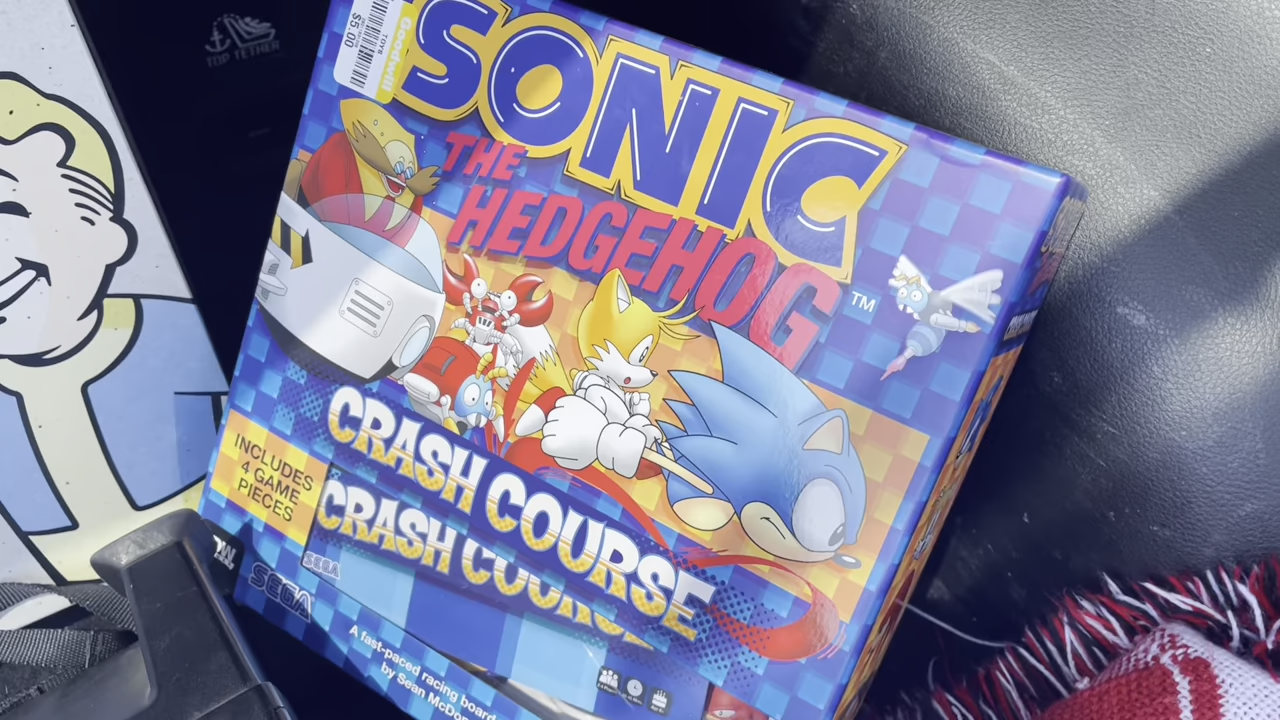 TOP TETHER
Goodwill
TOYS
$5.00
SONIC
THE
HEDGEHOG
TM
CRASH COURSE
CRASH COURSE
INCLUDES
4 GAME
PIECES
SEGA
SEGA
A fast-paced racing board
by Sean McDon